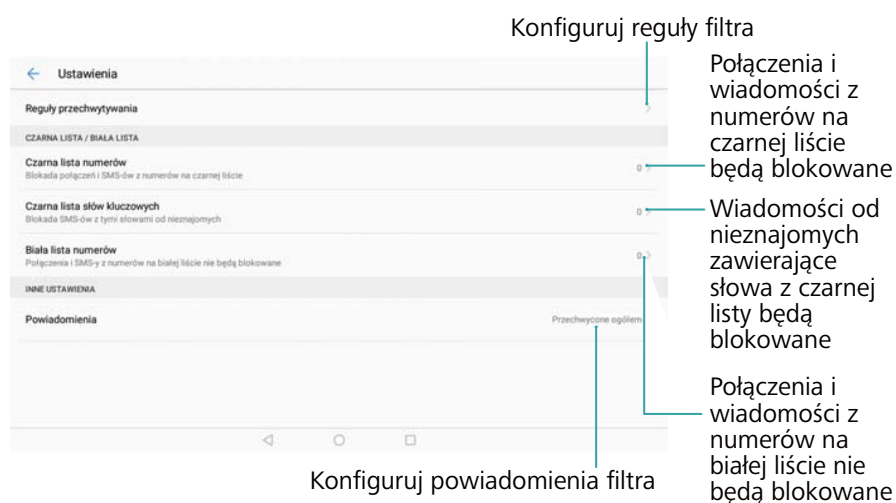 Konfiguruj reguły filtra
Ustawienia
Reguły przechwytywania
CZARNA LISTA / BIAŁA LISTA
Czarna lista numerów
Blokada połączeń i SMS-ów z numerów na czarnej liście
0
Czarna lista słów kluczowych
Blokada SMS-ów z tymi słowami od nieznajomych
0
Biała lista numerów
Połączenia i SMS-y z numerów na białej liście nie będą blokowane
0
INNE USTAWIENIA
Powiadomienia
Przechwycone ogółem
Połączenia i
wiadomości z
numerów na
czarnej liście
będą blokowane
Wiadomości od
nieznajomych
zawierające
słowa z czarnej
listy będą
blokowane
Połączenia i
wiadomości z
numerów na
białej liście nie
będą blokowane
Konfiguruj powiadomienia filtra